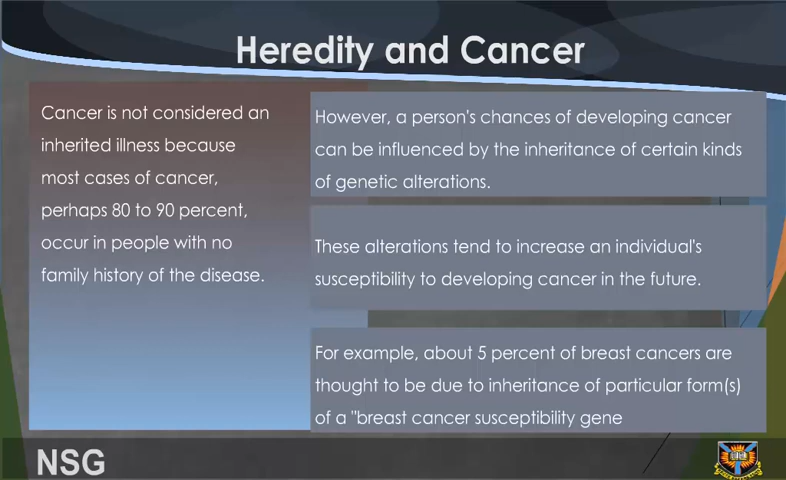 Heredity and Cancer
Cancer is not considered an
inherited illness because
most cases of cancer,
perhaps 80 to 90 percent,
occur in people with no
family history of the disease.
However, a person's chances of developing cancer
can be influenced by the inheritance of certain kinds
of genetic alterations.
These alterations tend to increase an individual's
susceptibility to developing cancer in the future.
For example, about 5 percent of breast cancers are
thought to be due to inheritance of particular form(s)
of a "breast cancer susceptibility gene
NSG